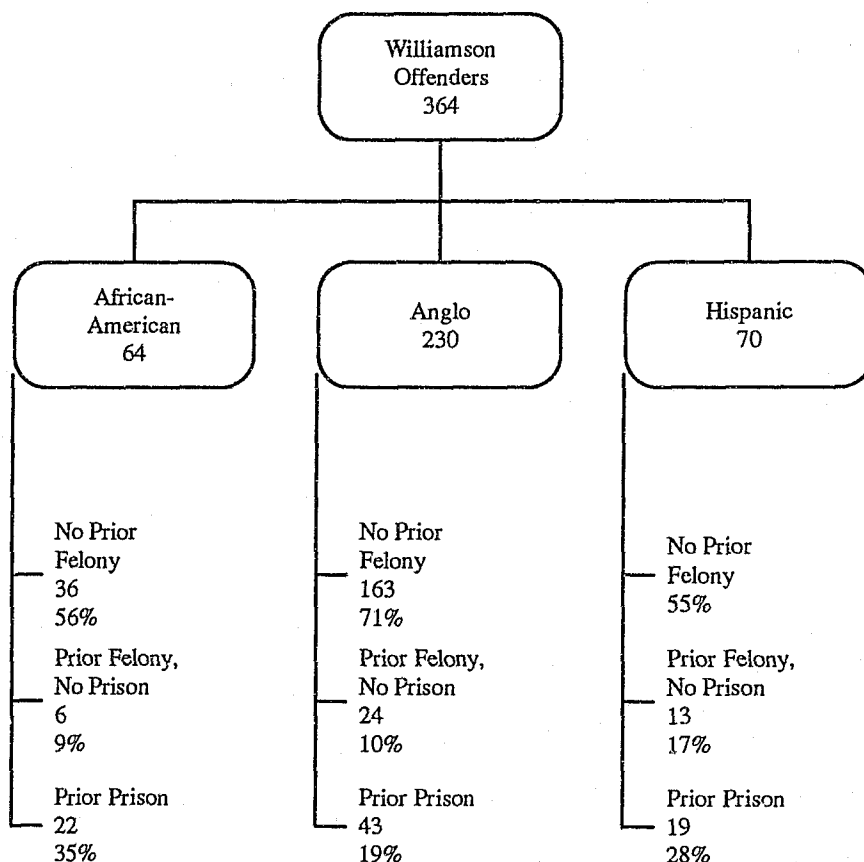 Williamson
Offenders
364
African-
American
64
Anglo
230
Hispanic
70
No Prior
Felony
36
56%
Prior Felony,
No Prison
6
9%
Prior Prison
22
35%
No Prior
Felony
163
71%
Prior Felony,
No Prison
24
10%
Prior Prison
43
19%
No Prior
Felony
55%
Prior Felony,
No Prison
13
17%
Prior Prison
19
28%